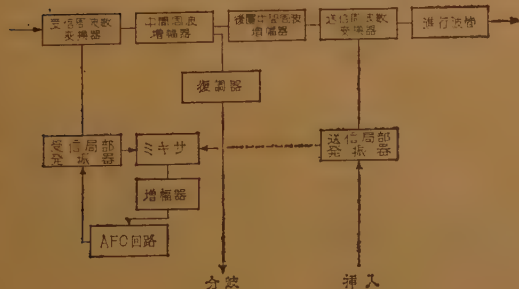 受信周波数
変換器
中間周波
増幅器
中間周波
増幅器
送信周波数
変換器
進行波管
復調器
受信局部
発振器
ミキサ
送信局部
発振器
増幅器
AFC回路
分岐
挿入